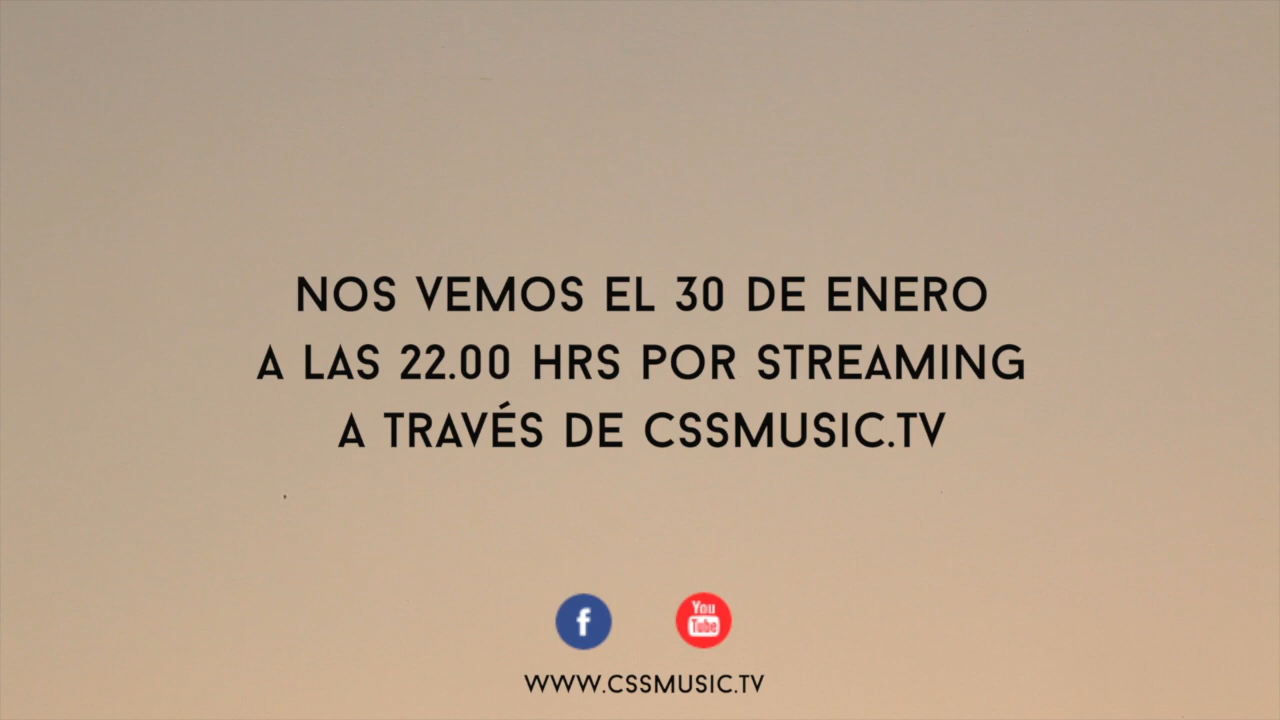 NOS VEMOS EL 30 DE ENERO
A LAS 22.00 HRS POR STREAMING
A TRAVÉS DE CSSMUSIC.TV
f
You
Tube
WWW.CSSMUSIC.TV